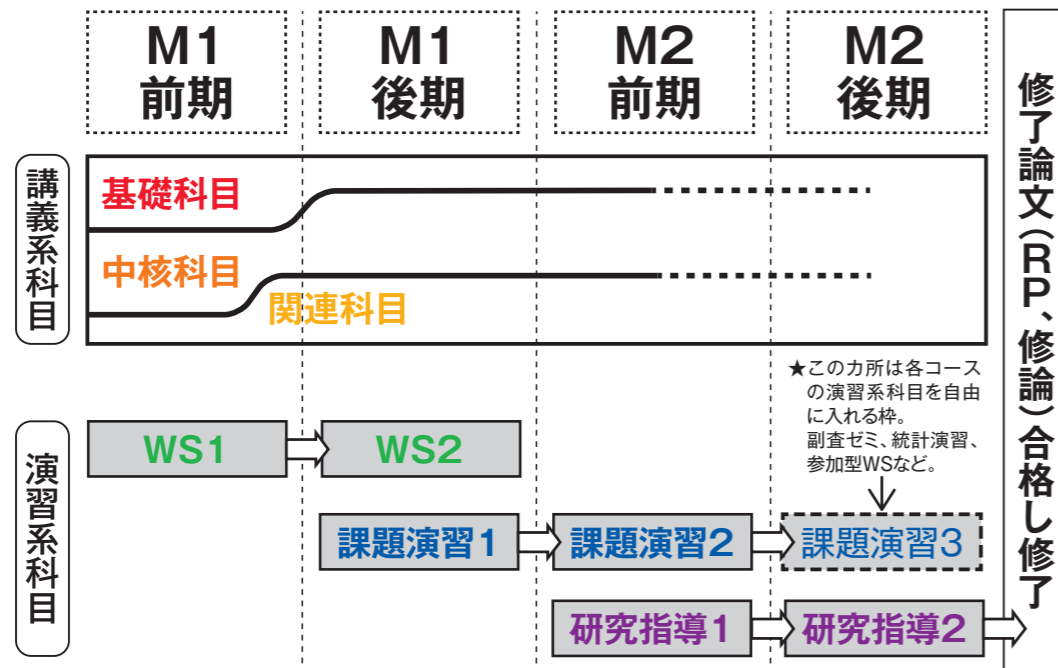 M1
前期
M1
後期
M2
前期
M2
後期
修了論文(RP、修論)合格し修了
講義系科目
基礎科目
中核科目
関連科目
★このカ所は各コース
の演習系科目を自由
に入れる枠。
副査ゼミ、統計演習、
参加型WSなど。
演習系科目
WS1
WS2
課題演習1
課題演習2
課題演習3
研究指導1
研究指導2